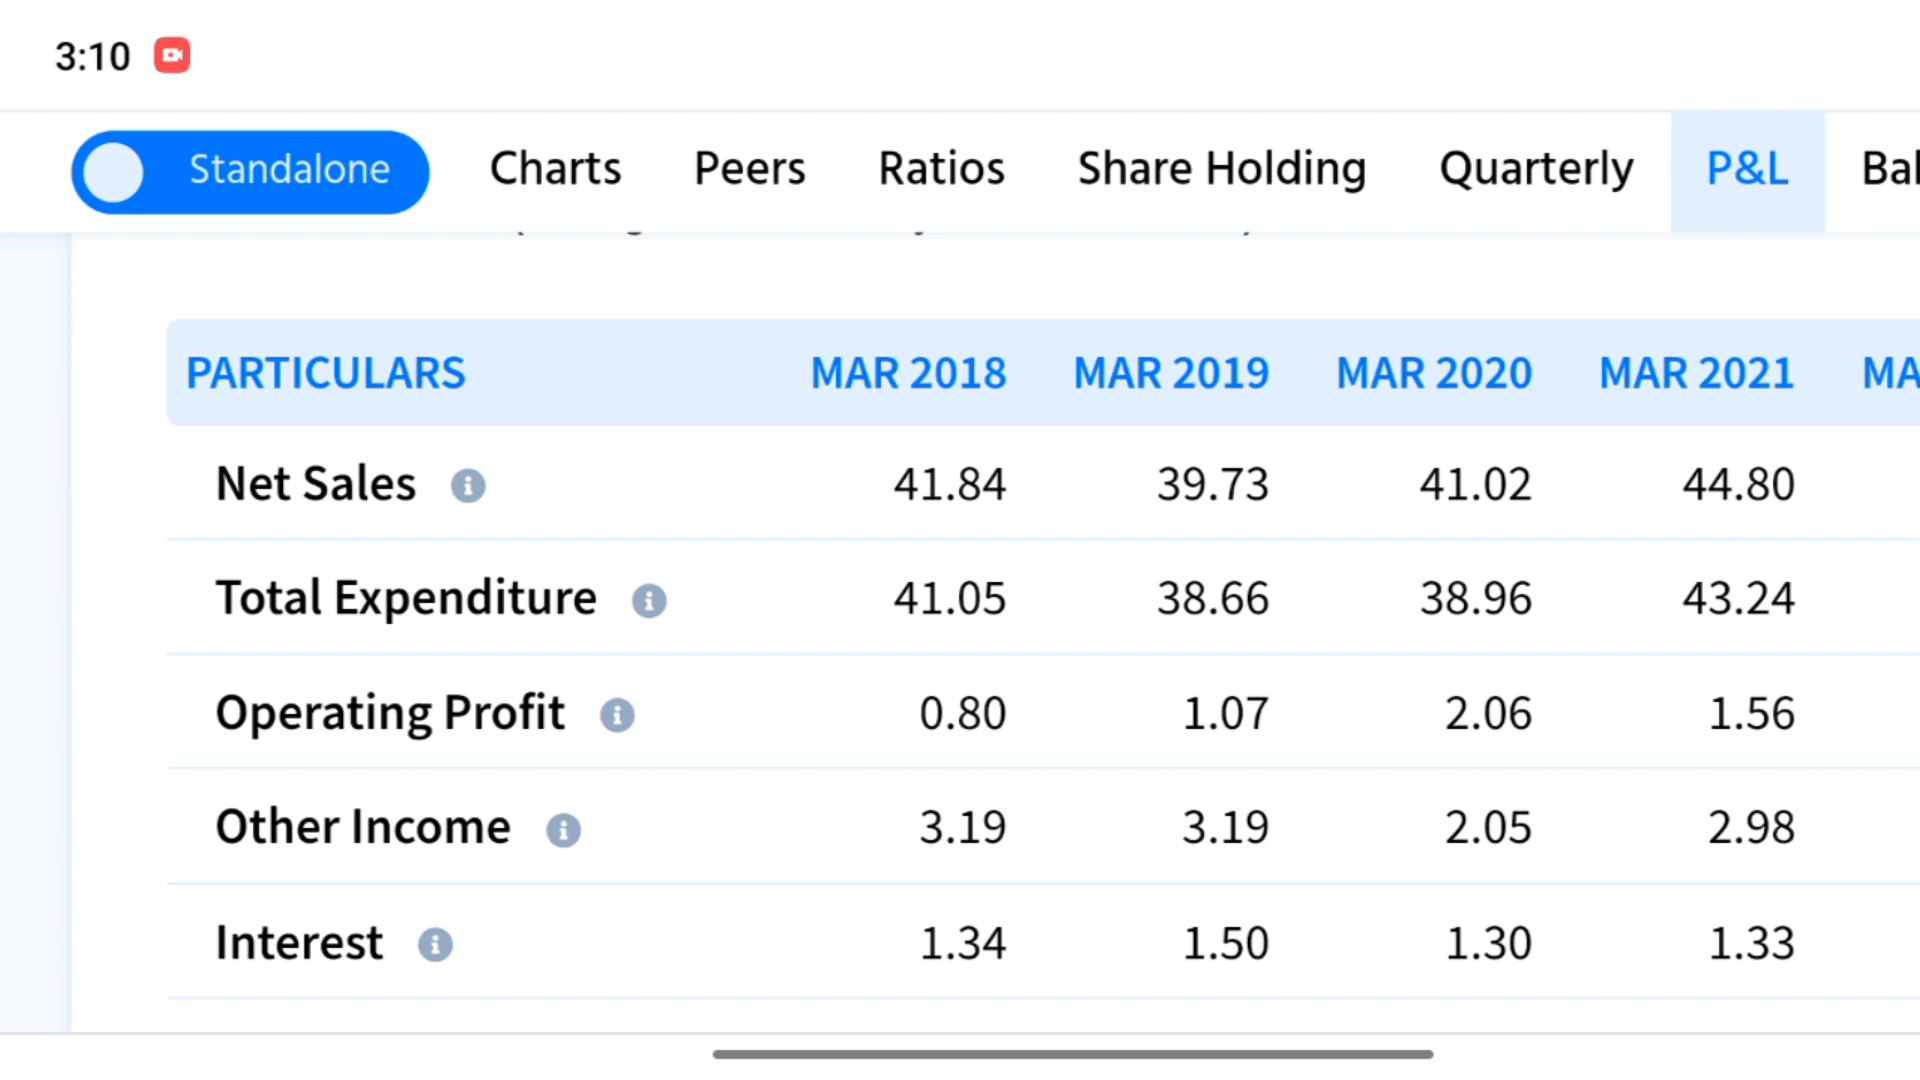 3:10
Standalone Charts Peers Ratios Share Holding Quarterly P&L Bal
PARTICULARS MAR 2018 MAR 2019 MAR 2020 MAR 2021 MA
Net Sales 41.84 39.73 41.02 44.80
Total Expenditure 41.05 38.66 38.96 43.24
Operating Profit 0.80 1.07 2.06 1.56
Other Income 3.19 3.19 2.05 2.98
Interest 1.34 1.50 1.30 1.33